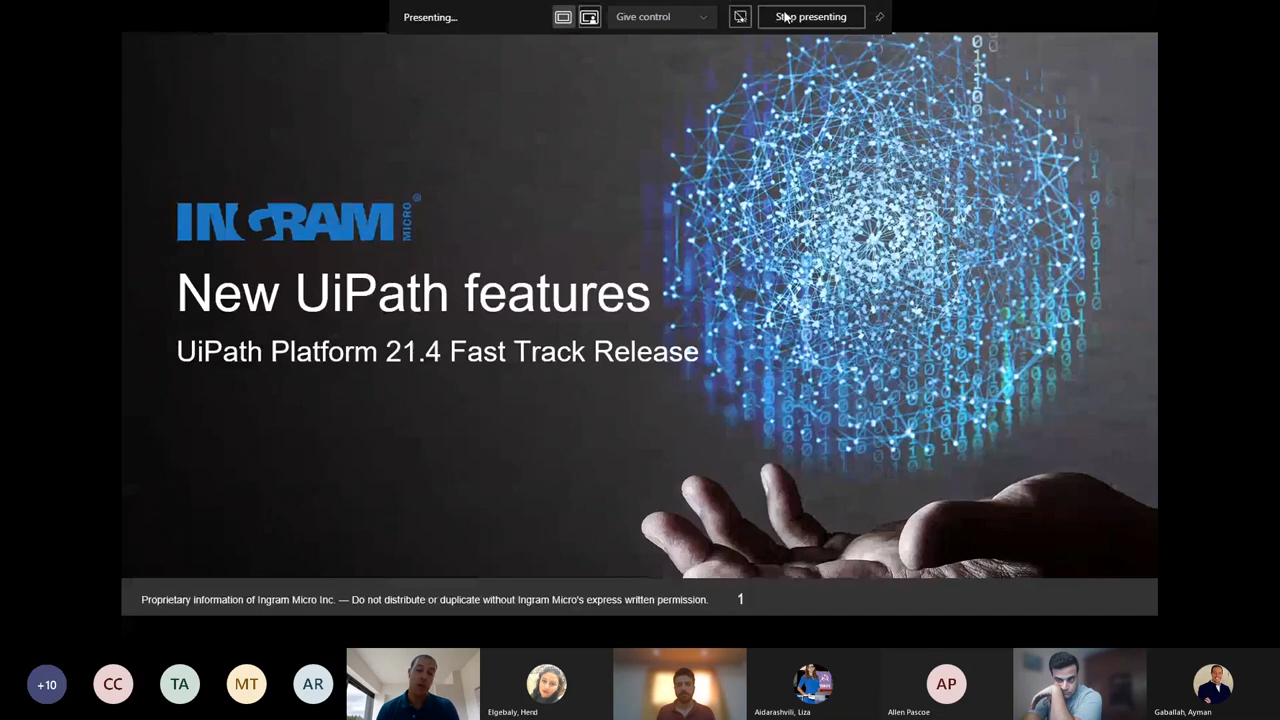 Presenting...
Give control
Stop presenting
INGRAM
MICRO
®
New UiPath features
UiPath Platform 21.4 Fast Track Release
Proprietary information of Ingram Micro Inc. — Do not distribute or duplicate without Ingram Micro's express written permission.
1
+10
CC
TA
MT
AR
AP
Elgebaly, Hend
Aidarashvili, Liza
Allen Pascoe
Gaballah, Ayman